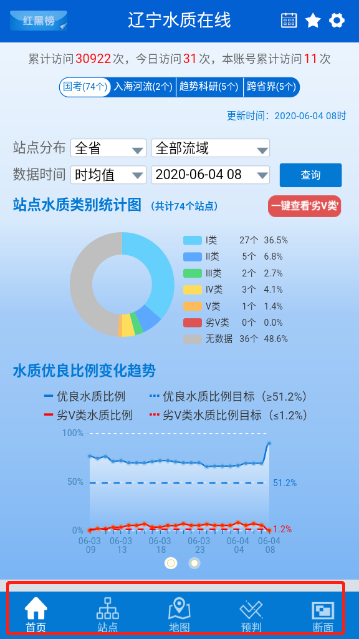 红黑榜
辽宁水质在线
累计访问30922次，今日访问31次，本账号累计访问11次
国考(74个) 入海河流(2个) 趋势科研(5个) 跨省界(5个)
更新时间：2020-06-04 08时
站点分布 全省 全部流域
数据时间 时均值 2020-06-04 08 查询
站点水质类别统计图 （共计74个站点） 一键查看'劣V类'
I类 27个 36.5%
II类 5个 6.8%
III类 2个 2.7%
IV类 3个 4.1%
V类 1个 1.4%
劣V类 0个 0.0%
无数据 36个 48.6%
水质优良比例变化趋势
优良水质比例 优良水质比例目标（≥51.2%）
劣V类水质比例 劣V类水质比例目标（≤1.2%）
100%
50%
51.2%
0%
1.2%
06-03 06-03 06-03 06-03 06-04 06-04
09 13 18 23 04 08
首页 站点 地图 预判 断面